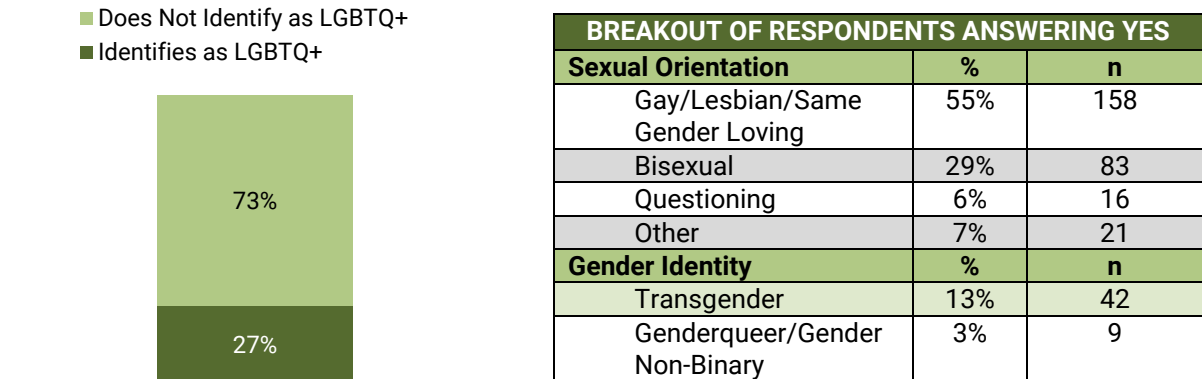 Does Not Identify as LGBTQ+
Identifies as LGBTQ+
73%
27%
BREAKOUT OF RESPONDENTS ANSWERING YES
Sexual Orientation % n
Gay/Lesbian/Same 55% 158
Gender Loving
Bisexual 29% 83
Questioning 6% 16
Other 7% 21
Gender Identity % n
Transgender 13% 42
Genderqueer/Gender 3% 9
Non-Binary